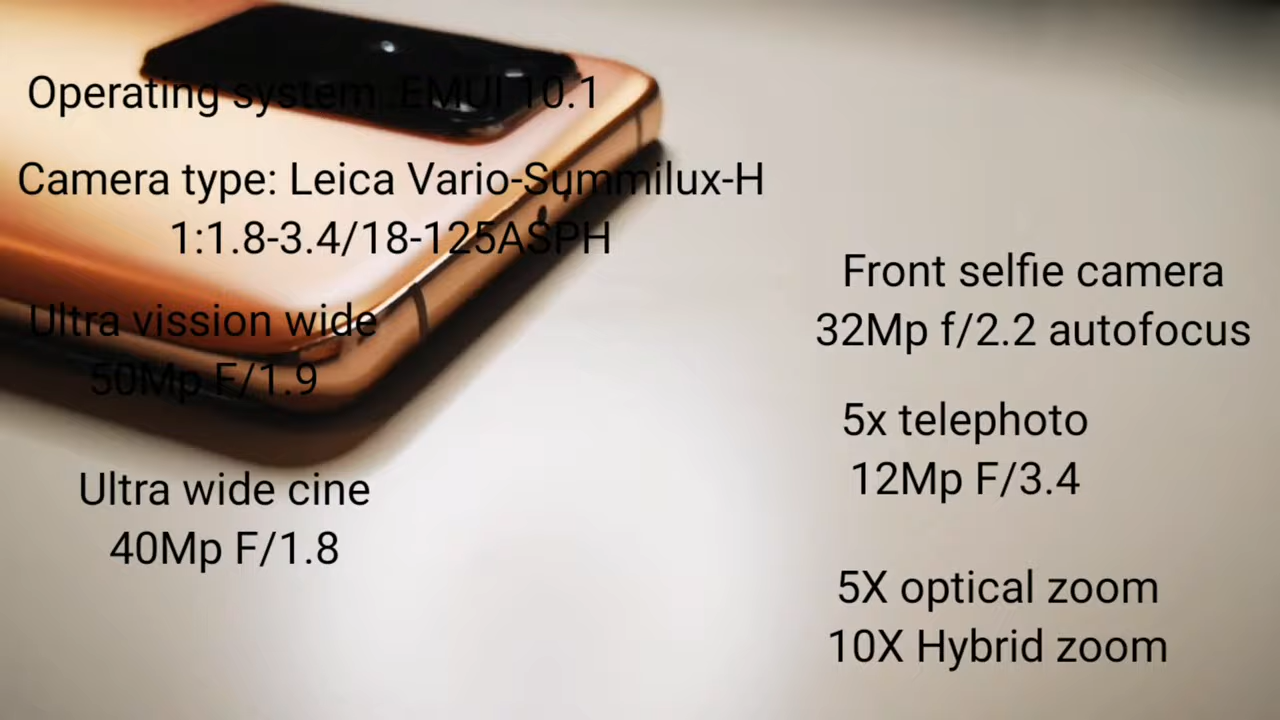 Operating system: EMUI 10.1
Camera type: Leica Vario-Summilux-H
1:1.8-3.4/18-125ASPH
Ultra vission wide
50Mp F/1.9
Ultra wide cine
40Mp F/1.8
Front selfie camera
32Mp f/2.2 autofocus
5x telephoto
12Mp F/3.4
5X optical zoom
10X Hybrid zoom